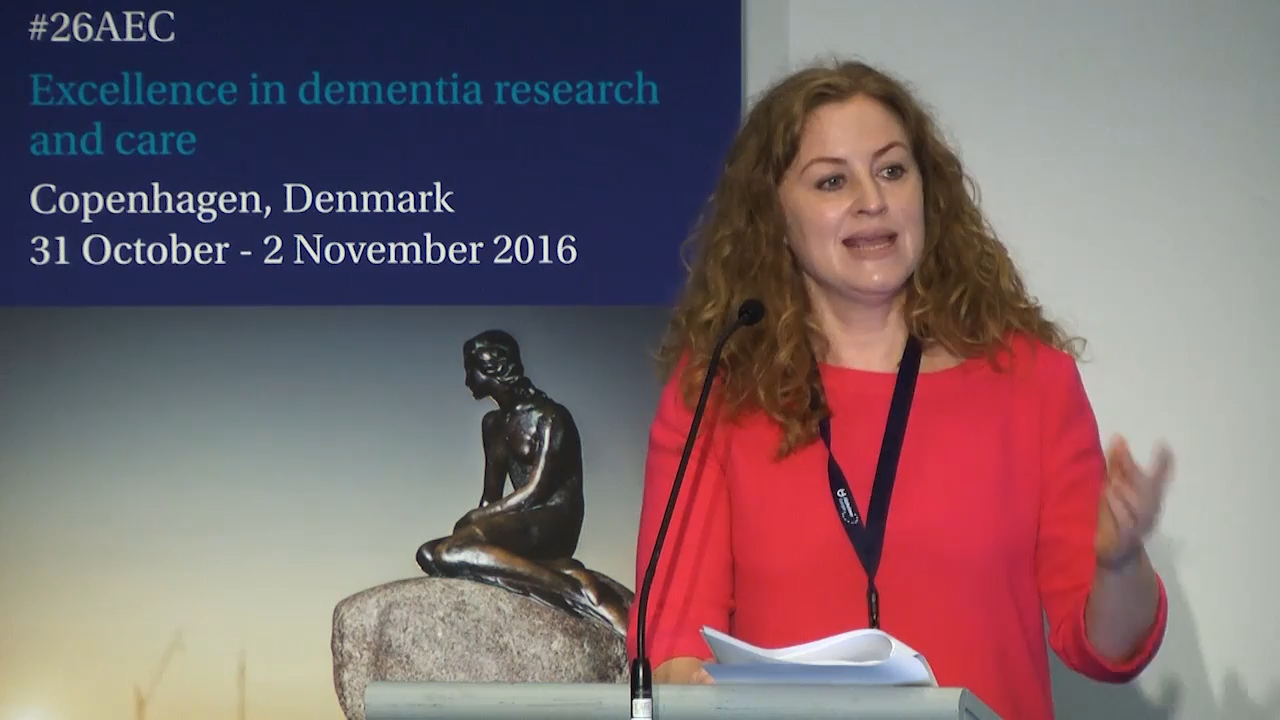 #26AEC
Excellence in dementia research
and care
Copenhagen, Denmark
31 October - 2 November 2016